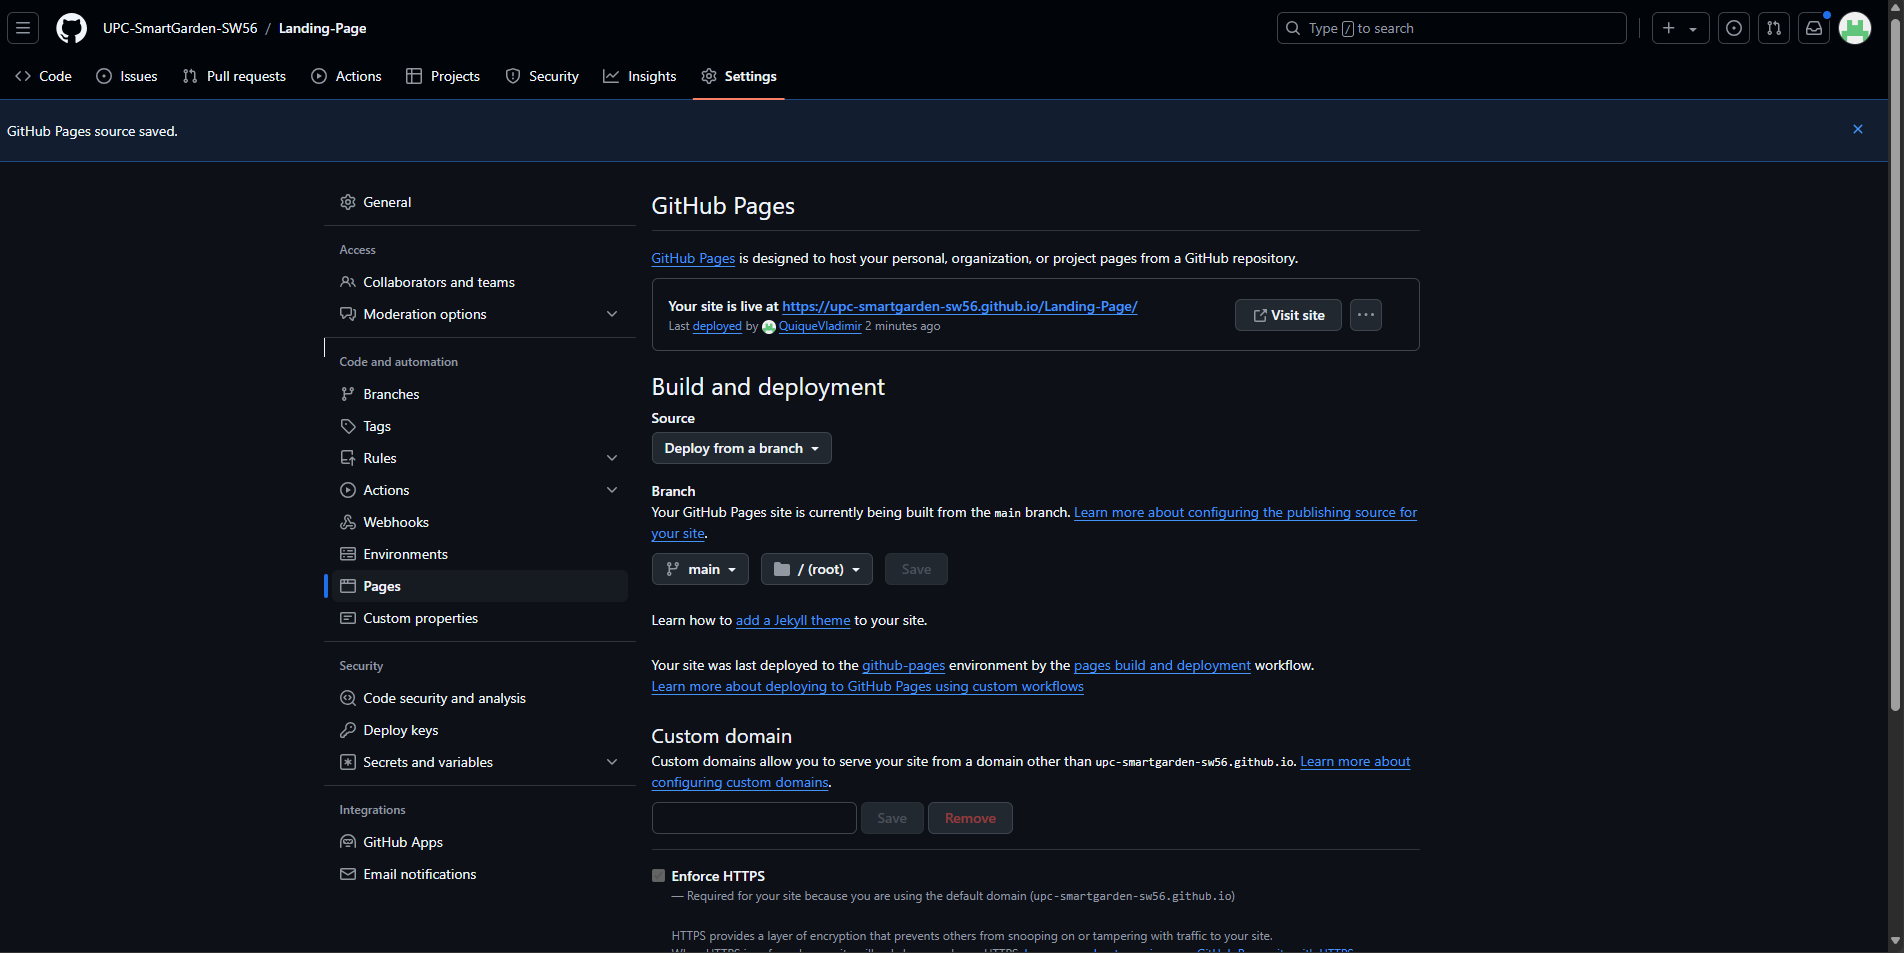 UPC-SmartGarden-SW56 / Landing-Page
Type / to search
Code Issues Pull requests Actions Projects Security Insights Settings
GitHub Pages source saved.
General
Access
Collaborators and teams
Moderation options
Code and automation
Branches
Tags
Rules
Actions
Webhooks
Environments
Pages
Custom properties
Security
Code security and analysis
Deploy keys
Secrets and variables
Integrations
GitHub Apps
Email notifications
GitHub Pages
GitHub Pages is designed to host your personal, organization, or project pages from a GitHub repository.
Your site is live at https://upc-smartgarden-sw56.github.io/Landing-Page/
Last deployed by QuiqueVladimir 2 minutes ago
Visit site
Build and deployment
Source
Deploy from a branch
Branch
Your GitHub Pages site is currently being built from the main branch. Learn more about configuring the publishing source for
your site.
main / (root) Save
Learn how to add a Jekyll theme to your site.
Your site was last deployed to the github-pages environment by the pages build and deployment workflow.
Learn more about deploying to GitHub Pages using custom workflows
Custom domain
Custom domains allow you to serve your site from a domain other than upc-smartgarden-sw56.github.io. Learn more about
configuring custom domains.
Save Remove
Enforce HTTPS
— Required for your site because you are using the default domain (upc-smartgarden-sw56.github.io)
HTTPS provides a layer of encryption that prevents others from snooping on or tampering with traffic to your site.